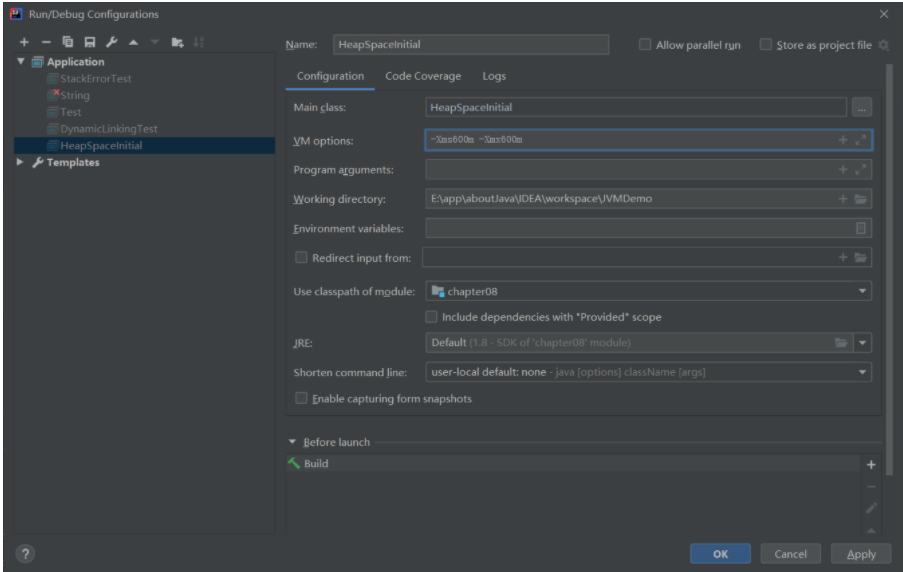 Run/Debug Configurations
Name: HeapSpaceInitial Allow parallel run Store as project file
Application
StackErrorTest
String
Test
DynamicLinkingTest
HeapSpaceInitial
Templates
Configuration Code Coverage Logs
Main class: HeapSpaceInitial ...
VM options: -Xms600m -Xmx600m
Program arguments:
Working directory: E:\app\aboutJava\IDEA\workspace\JVMDemo
Environment variables:
Redirect input from:
Use classpath of module: chapter08
Include dependencies with "Provided" scope
JRE: Default (1.8 - SDK of 'chapter08' module)
Shorten command line: user-local default: none - java [options] className [args]
Enable capturing form snapshots
Before launch
Build
? OK Cancel Apply